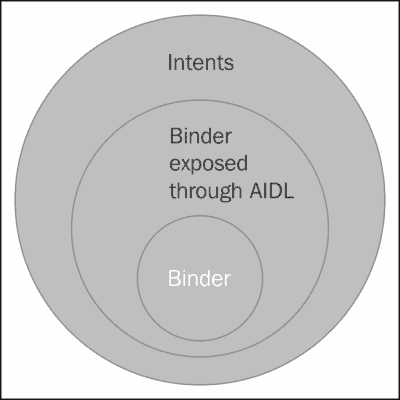 Intents
Binder
exposed
through AIDL
Binder